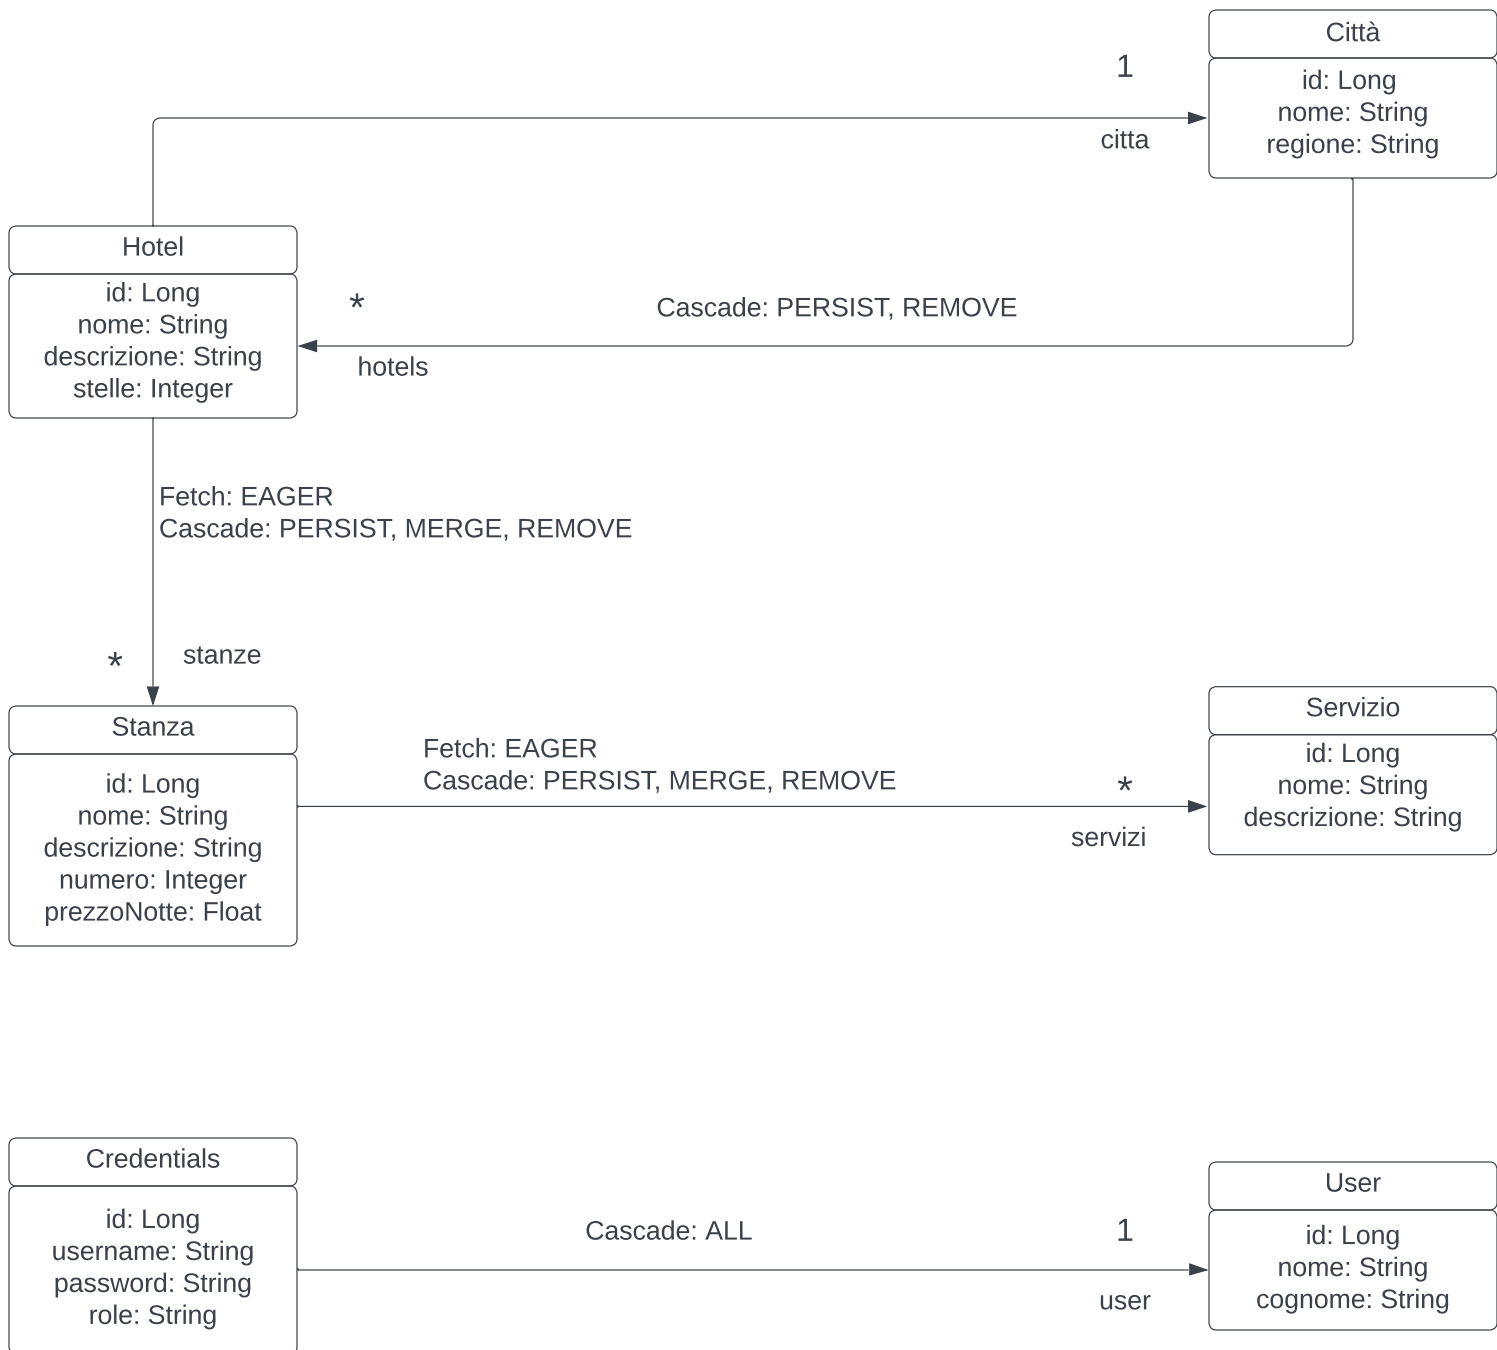 Città
id: Long
nome: String
regione: String
1
citta
Hotel
id: Long
nome: String
descrizione: String
stelle: Integer
*
hotels
Cascade: PERSIST, REMOVE
Fetch: EAGER
Cascade: PERSIST, MERGE, REMOVE
*
stanze
Stanza
id: Long
nome: String
descrizione: String
numero: Integer
prezzoNotte: Float
Fetch: EAGER
Cascade: PERSIST, MERGE, REMOVE
*
servizi
Servizio
id: Long
nome: String
descrizione: String
Credentials
id: Long
username: String
password: String
role: String
Cascade: ALL
1
user
User
id: Long
nome: String
cognome: String